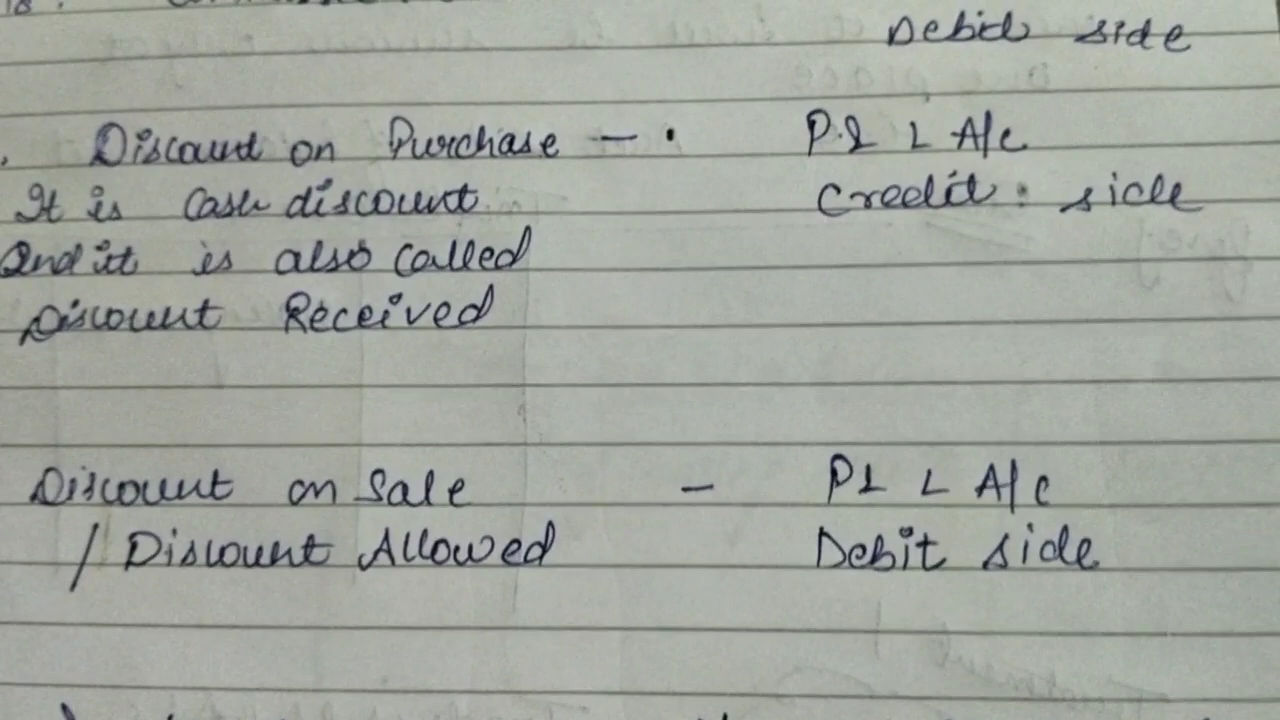 18.
Debit side
Discount on Purchase - . P & L A/c
It is Cash discount Credit : side
And it is also called
Discount Received
Discount on Sale - P & L A/c
/ Discount Allowed Debit side